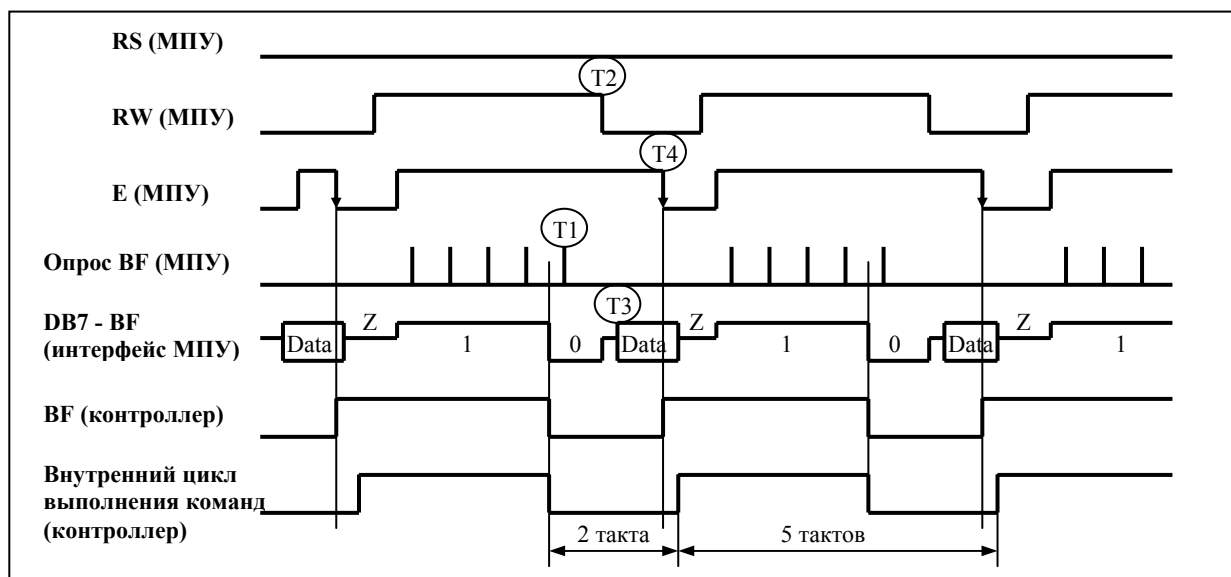 RS (МПУ)
T2
RW (МПУ)
T4
E (МПУ)
T1
Опрос BF (МПУ)
T3
DB7 - BF
(интерфейс МПУ)
Data Z 1 0 Data Z 1 0 Data Z 1
BF (контроллер)
Внутренний цикл
выполнения команд
(контроллер)
2 такта 5 тактов